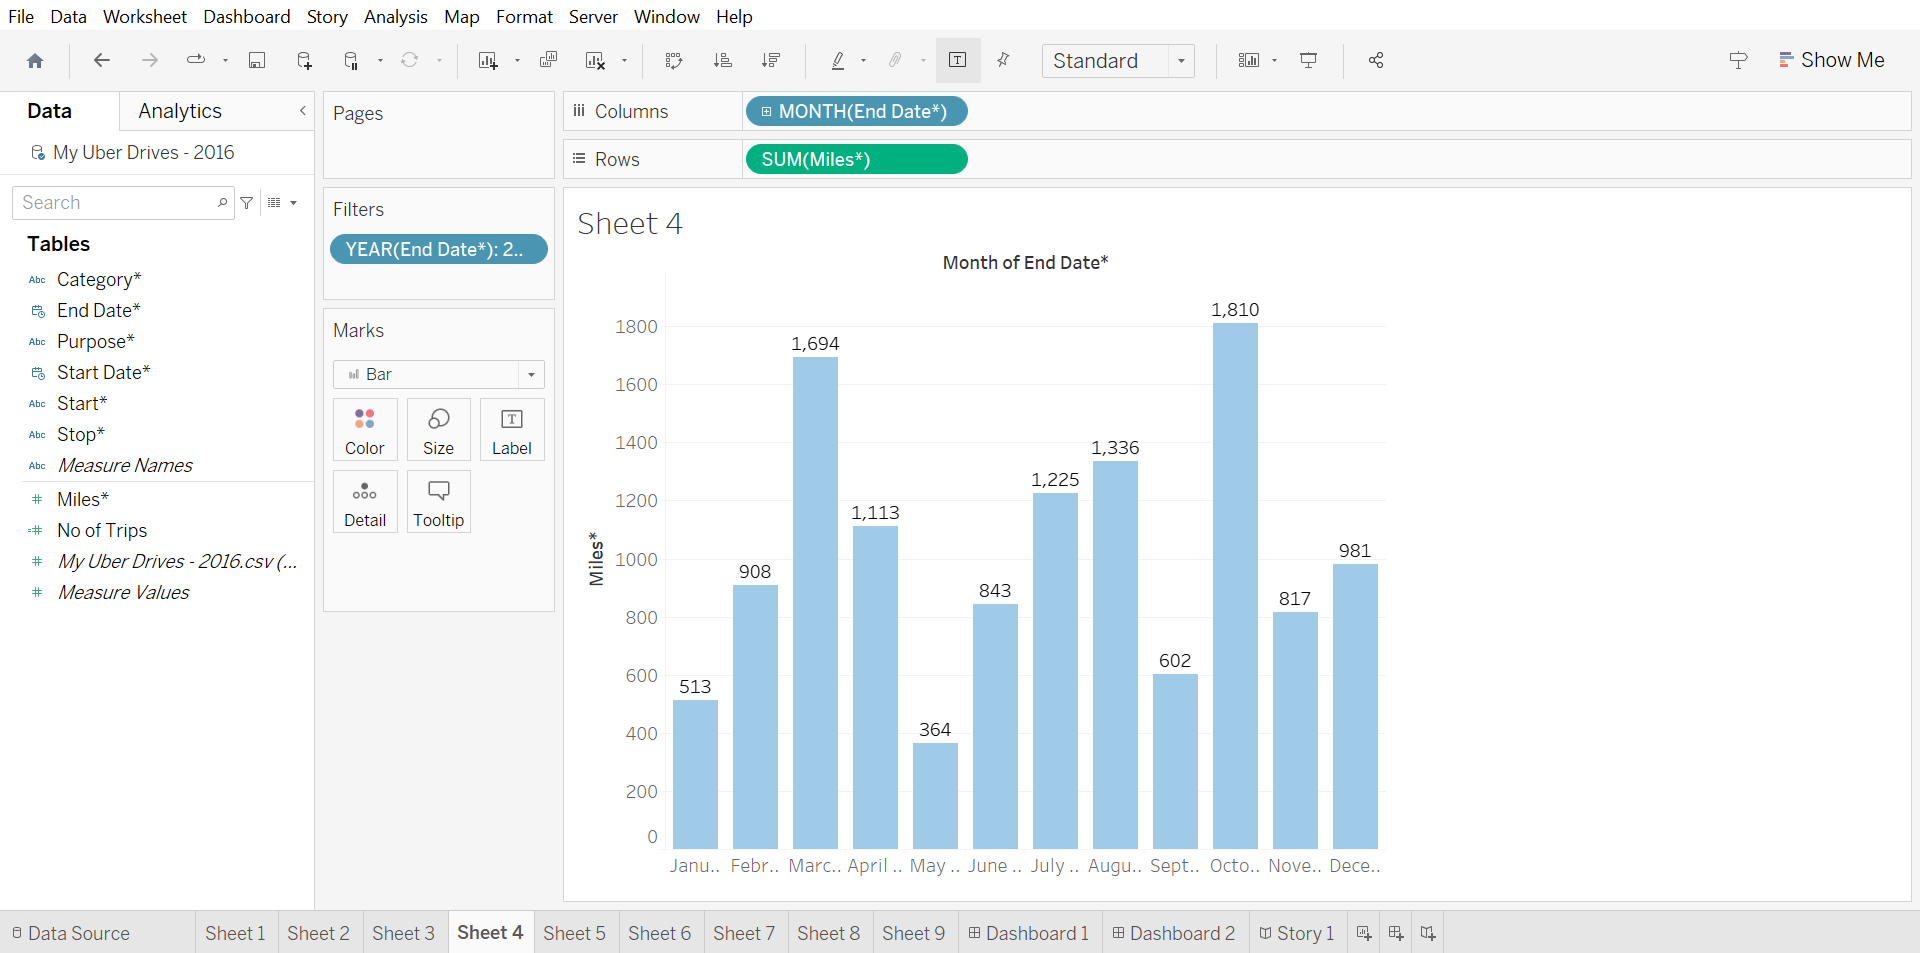 File Data Worksheet Dashboard Story Analysis Map Format Server Window Help
Standard
Show Me
Data
Analytics
My Uber Drives - 2016
Search
Tables
Abc Category*
End Date*
Abc Purpose*
Start Date*
Abc Start*
Abc Stop*
Abc Measure Names
# Miles*
=# No of Trips
# My Uber Drives - 2016.csv (...
# Measure Values
Pages
Filters
YEAR(End Date*): 2..
Marks
Bar
Color
Size
T
Label
Detail
Tooltip
Columns
MONTH(End Date*)
Rows
SUM(Miles*)
Sheet 4
Month of End Date*
Miles*
1800
1600
1400
1200
1000
800
600
400
200
0
513
908
1,694
1,113
364
843
1,225
1,336
602
1,810
817
981
Janu.. Febr.. Marc.. April .. May .. June .. July .. Augu.. Sept.. Octo.. Nove.. Dece..
Data Source Sheet 1 Sheet 2 Sheet 3 Sheet 4 Sheet 5 Sheet 6 Sheet 7 Sheet 8 Sheet 9 Dashboard 1 Dashboard 2 Story 1